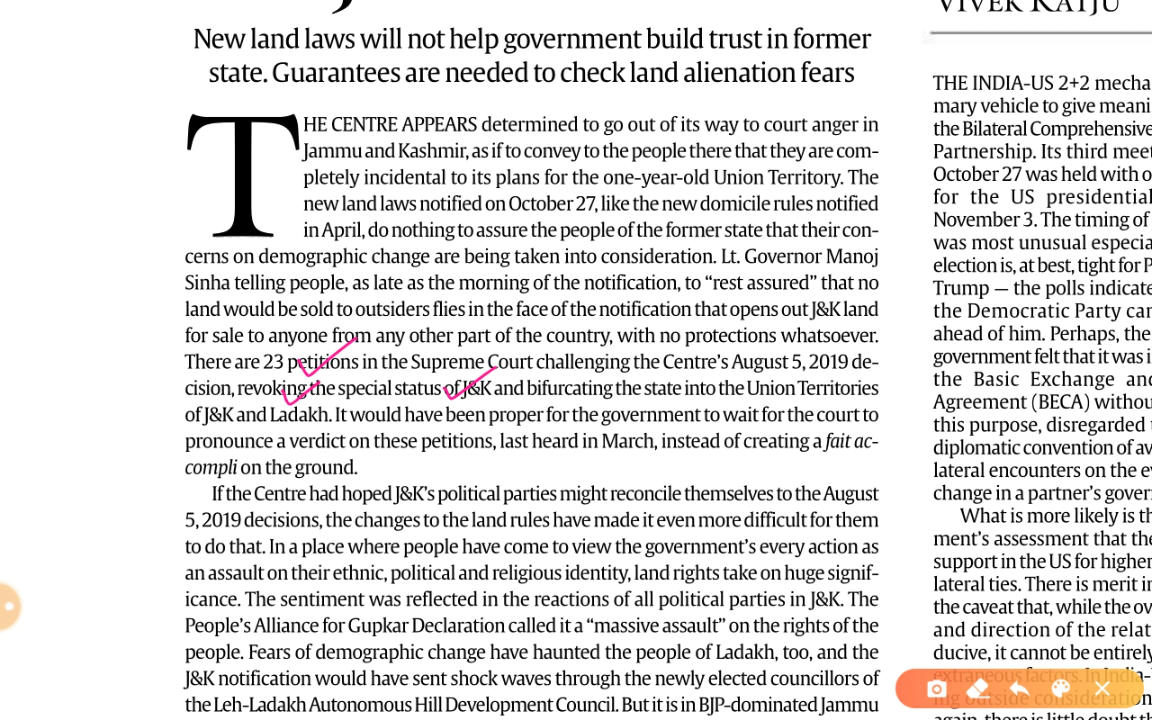 New land laws will not help government build trust in former
state. Guarantees are needed to check land alienation fears
THE CENTRE APPEARS determined to go out of its way to court anger in
Jammu and Kashmir, as if to convey to the people there that they are com-
pletely incidental to its plans for the one-year-old Union Territory. The
new land laws notified on October 27, like the new domicile rules notified
in April, do nothing to assure the people of the former state that their con-
cerns on demographic change are being taken into consideration. Lt. Governor Manoj
Sinha telling people, as late as the morning of the notification, to “rest assured” that no
land would be sold to outsiders flies in the face of the notification that opens out J&K land
for sale to anyone from any other part of the country, with no protections whatsoever.
There are 23 petitions in the Supreme Court challenging the Centre's August 5, 2019 de-
cision, revoking the special status of J&K and bifurcating the state into the Union Territories
of J&K and Ladakh. It would have been proper for the government to wait for the court to
pronounce a verdict on these petitions, last heard in March, instead of creating a fait ac-
compli on the ground.
If the Centre had hoped J&K's political parties might reconcile themselves to the August
5, 2019 decisions, the changes to the land rules have made it even more difficult for them
to do that. In a place where people have come to view the government's every action as
an assault on their ethnic, political and religious identity, land rights take on huge signif-
icance. The sentiment was reflected in the reactions of all political parties in J&K. The
People's Alliance for Gupkar Declaration called it a “massive assault” on the rights of the
people. Fears of demographic change have haunted the people of Ladakh, too, and the
J&K notification would have sent shock waves through the newly elected councillors of
the Leh-Ladakh Autonomous Hill Development Council. But it is in BJP-dominated Jammu
VIVEK KATJU
THE INDIA-US 2+2 mecha
mary vehicle to give meani
the Bilateral Comprehensive
Partnership. Its third meet
October 27 was held with o
for the US presidential
November 3. The timing of
was most unusual especia
election is, at best, tight for P
Trump — the polls indicate
the Democratic Party can
ahead of him. Perhaps, the
government felt that it was i
the Basic Exchange and
Agreement (BECA) withou
this purpose, disregarded
diplomatic convention of av
lateral encounters on the e
change in a partner's gover
What is more likely is th
ment's assessment that the
support in the US for higher
lateral ties. There is merit in
the caveat that, while the ov
and direction of the relat
ducive, it cannot be entirely
extraneous factors. In India-
ing outside consideration
again, there is little doubt th